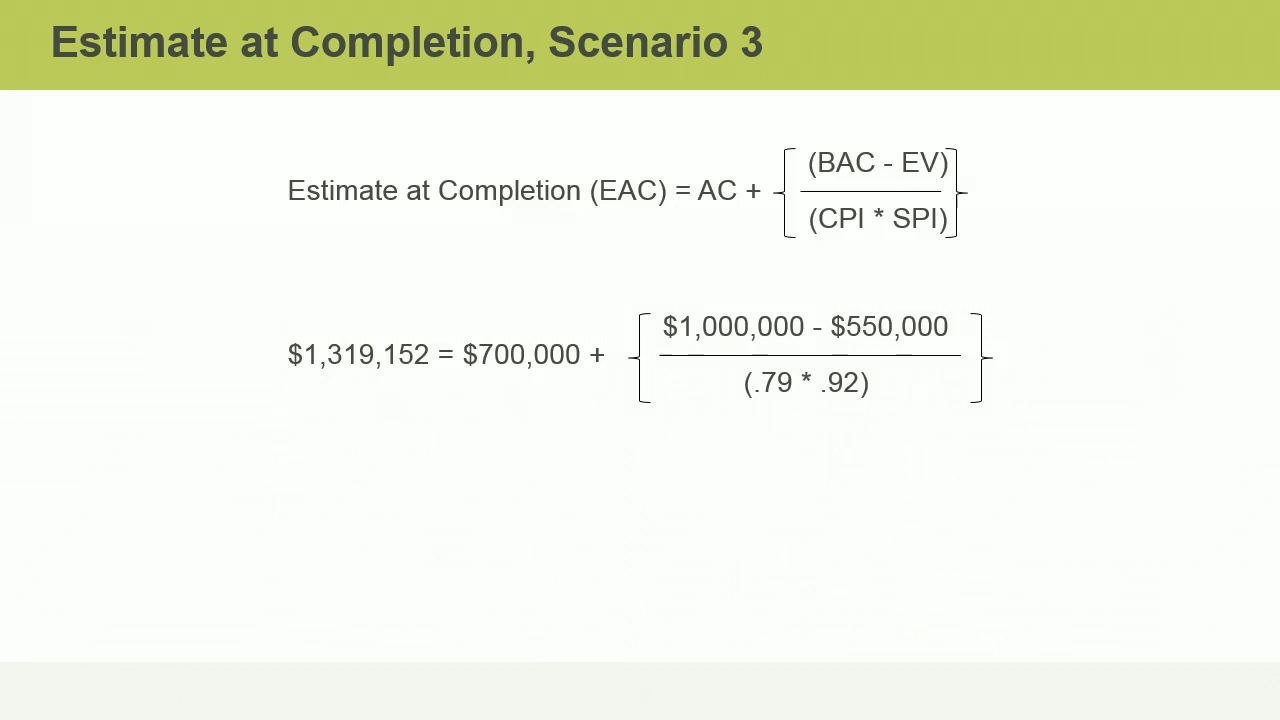 Estimate at Completion, Scenario 3
(BAC - EV)
Estimate at Completion (EAC) = AC +
(CPI * SPI)
$1,000,000 - $550,000
$1,319,152 = $700,000 +
(.79 * .92)